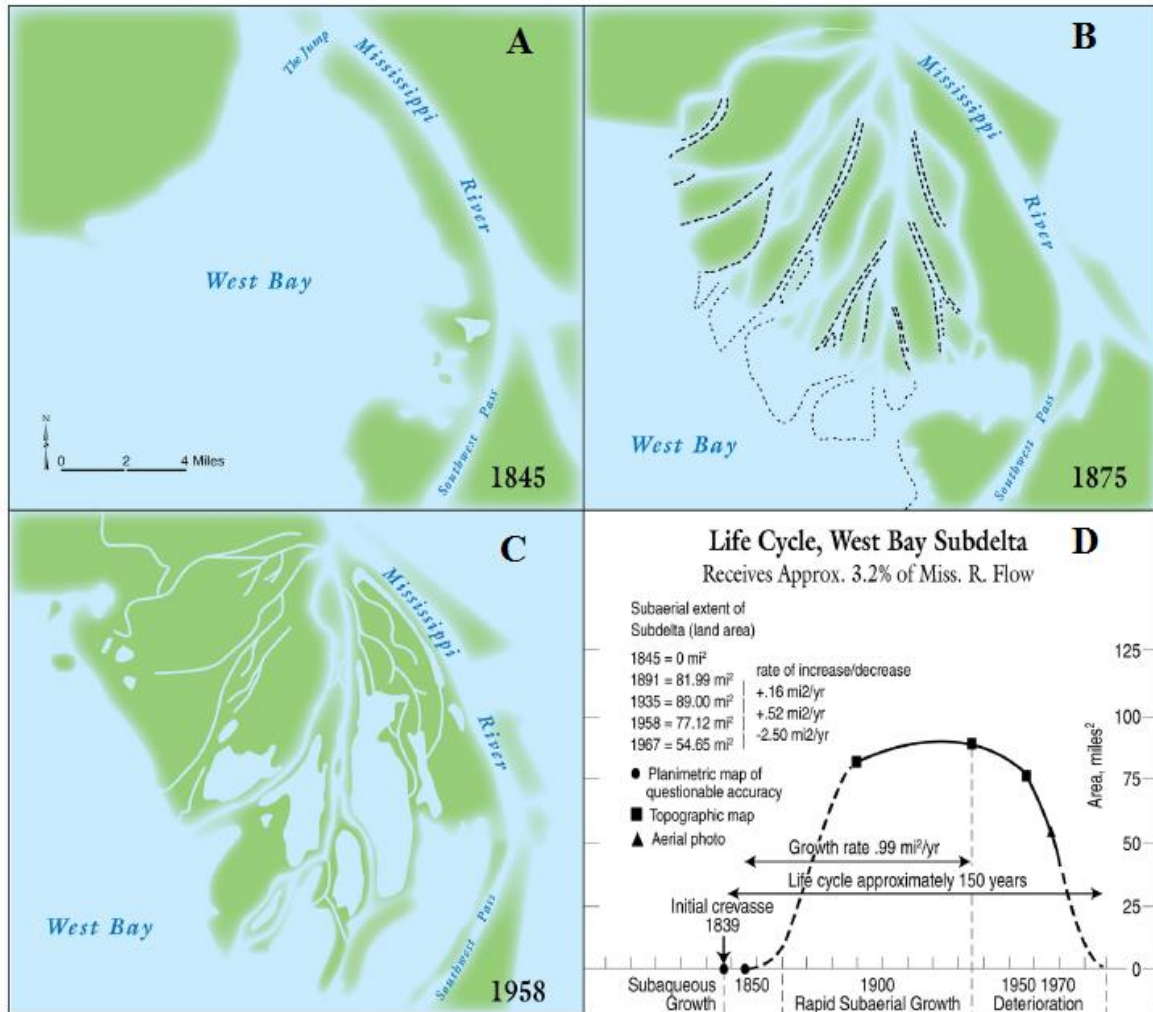 A
The Jump
Mississippi
River
West Bay
N
0 2 4 Miles
Southwest Pass
1845
B
Mississippi
River
West Bay
Southwest Pass
1875
C
Mississippi
River
West Bay
Southwest Pass
1958
D
Life Cycle, West Bay Subdelta
Receives Approx. 3.2% of Miss. R. Flow
Subaerial extent of
Subdelta (land area)
1845 = 0 mi²
1891 = 81.99 mi²
1935 = 89.00 mi²
1958 = 77.12 mi²
1967 = 54.65 mi²
rate of increase/decrease
+.16 mi2/yr
+.52 mi2/yr
-2.50 mi2/yr
Planimetric map of
questionable accuracy
Topographic map
Aerial photo
Growth rate .99 mi²/yr
Life cycle approximately 150 years
Initial crevasse
1839
125
100
75
50
25
0
Area, miles²
1850 1900 1950 1970
Subaqueous
Growth
Rapid Subaerial Growth
Deterioration